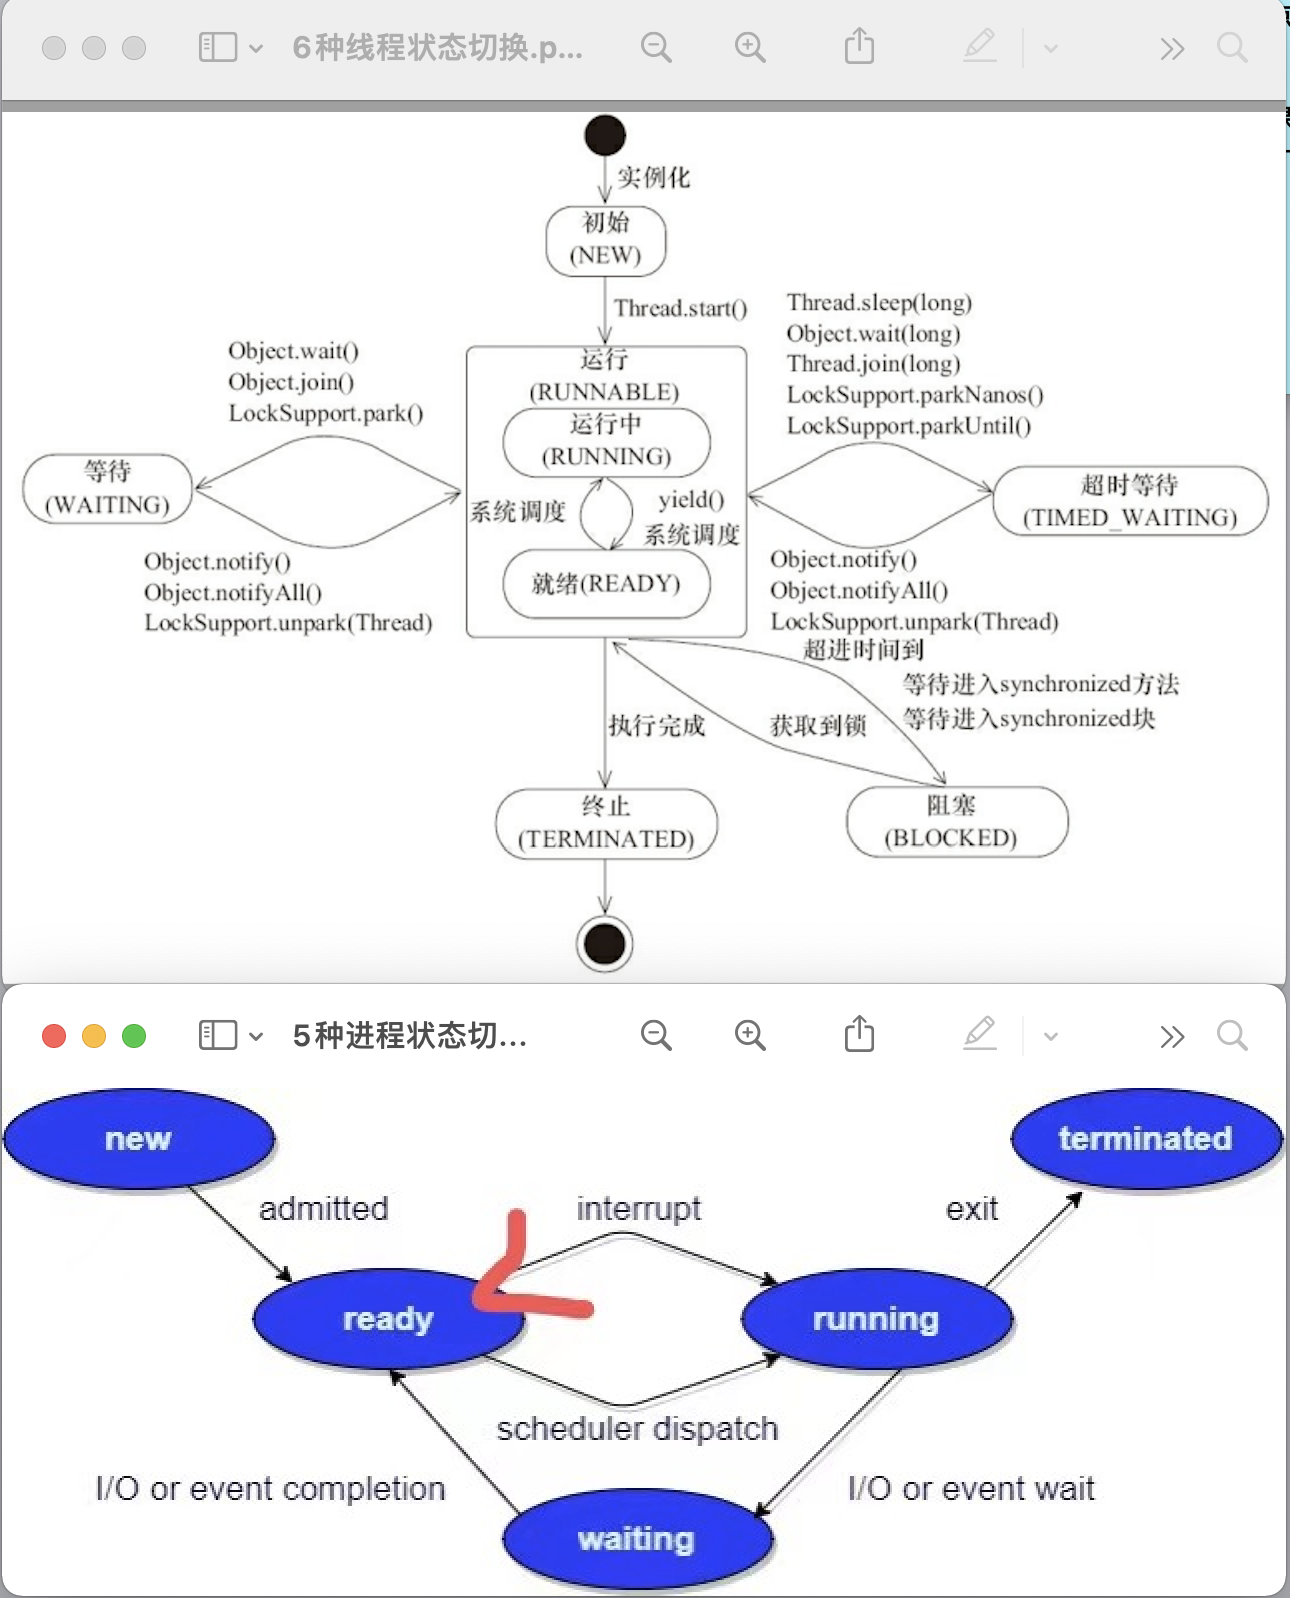 6种线程状态切换.p...
实例化
初始
(NEW)
Thread.start()
Thread.sleep(long)
Object.wait(long)
Thread.join(long)
LockSupport.parkNanos()
LockSupport.parkUntil()
Object.wait()
Object.join()
LockSupport.park()
运行
(RUNNABLE)
运行中
(RUNNING)
等待
(WAITING)
系统调度
yield()
系统调度
超时等待
(TIMED_WAITING)
就绪(READY)
Object.notify()
Object.notifyAll()
LockSupport.unpark(Thread)
Object.notify()
Object.notifyAll()
LockSupport.unpark(Thread)
超进时间到
等待进入synchronized方法
等待进入synchronized块
执行完成
获取到锁
终止
(TERMINATED)
阻塞
(BLOCKED)
5种进程状态切...
new
terminated
admitted
interrupt
exit
ready
running
scheduler dispatch
I/O or event completion
I/O or event wait
waiting